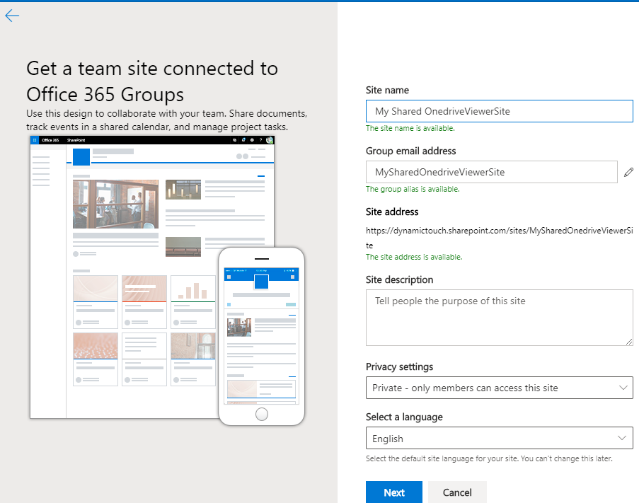 Get a team site connected to
Office 365 Groups
Use this design to collaborate with your team. Share documents,
track events in a shared calendar, and manage project tasks.
Office 365 SharePoint
Site name
My Shared OnedriveViewerSite
The site name is available.
Group email address
MySharedOnedriveViewerSite
The group alias is available.
Site address
https://dynamictouch.sharepoint.com/sites/MySharedOnedriveViewerSi
te
The site address is available.
Site description
Tell people the purpose of this site
Privacy settings
Private - only members can access this site
Select a language
English
Select the default site language for your site. You can't change this later.
Next Cancel